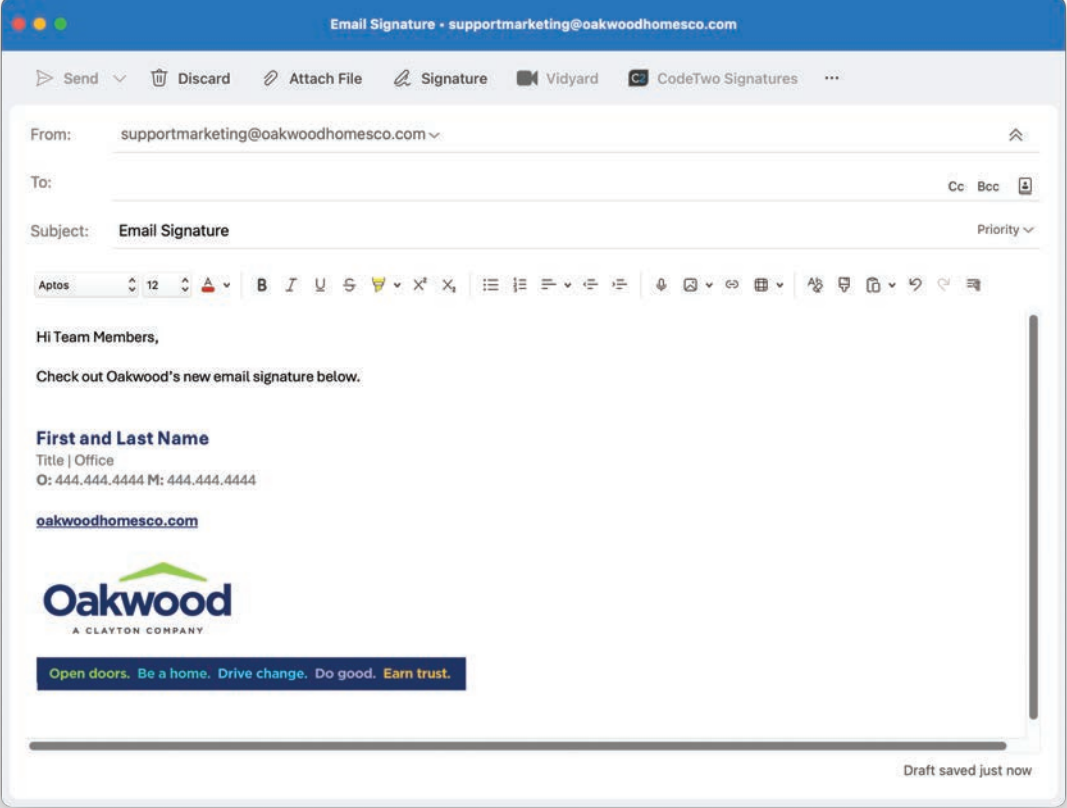 Email Signature • supportmarketing@oakwoodhomesco.com
Send Discard Attach File Signature Vidyard C2 CodeTwo Signatures ...
From: supportmarketing@oakwoodhomesco.com
To: Cc Bcc
Subject: Email Signature Priority
Aptos 12 A B I U S X² X₂
Hi Team Members,
Check out Oakwood's new email signature below.
First and Last Name
Title | Office
O: 444.444.4444 M: 444.444.4444
oakwoodhomesco.com
Oakwood
A CLAYTON COMPANY
Open doors. Be a home. Drive change. Do good. Earn trust.
Draft saved just now